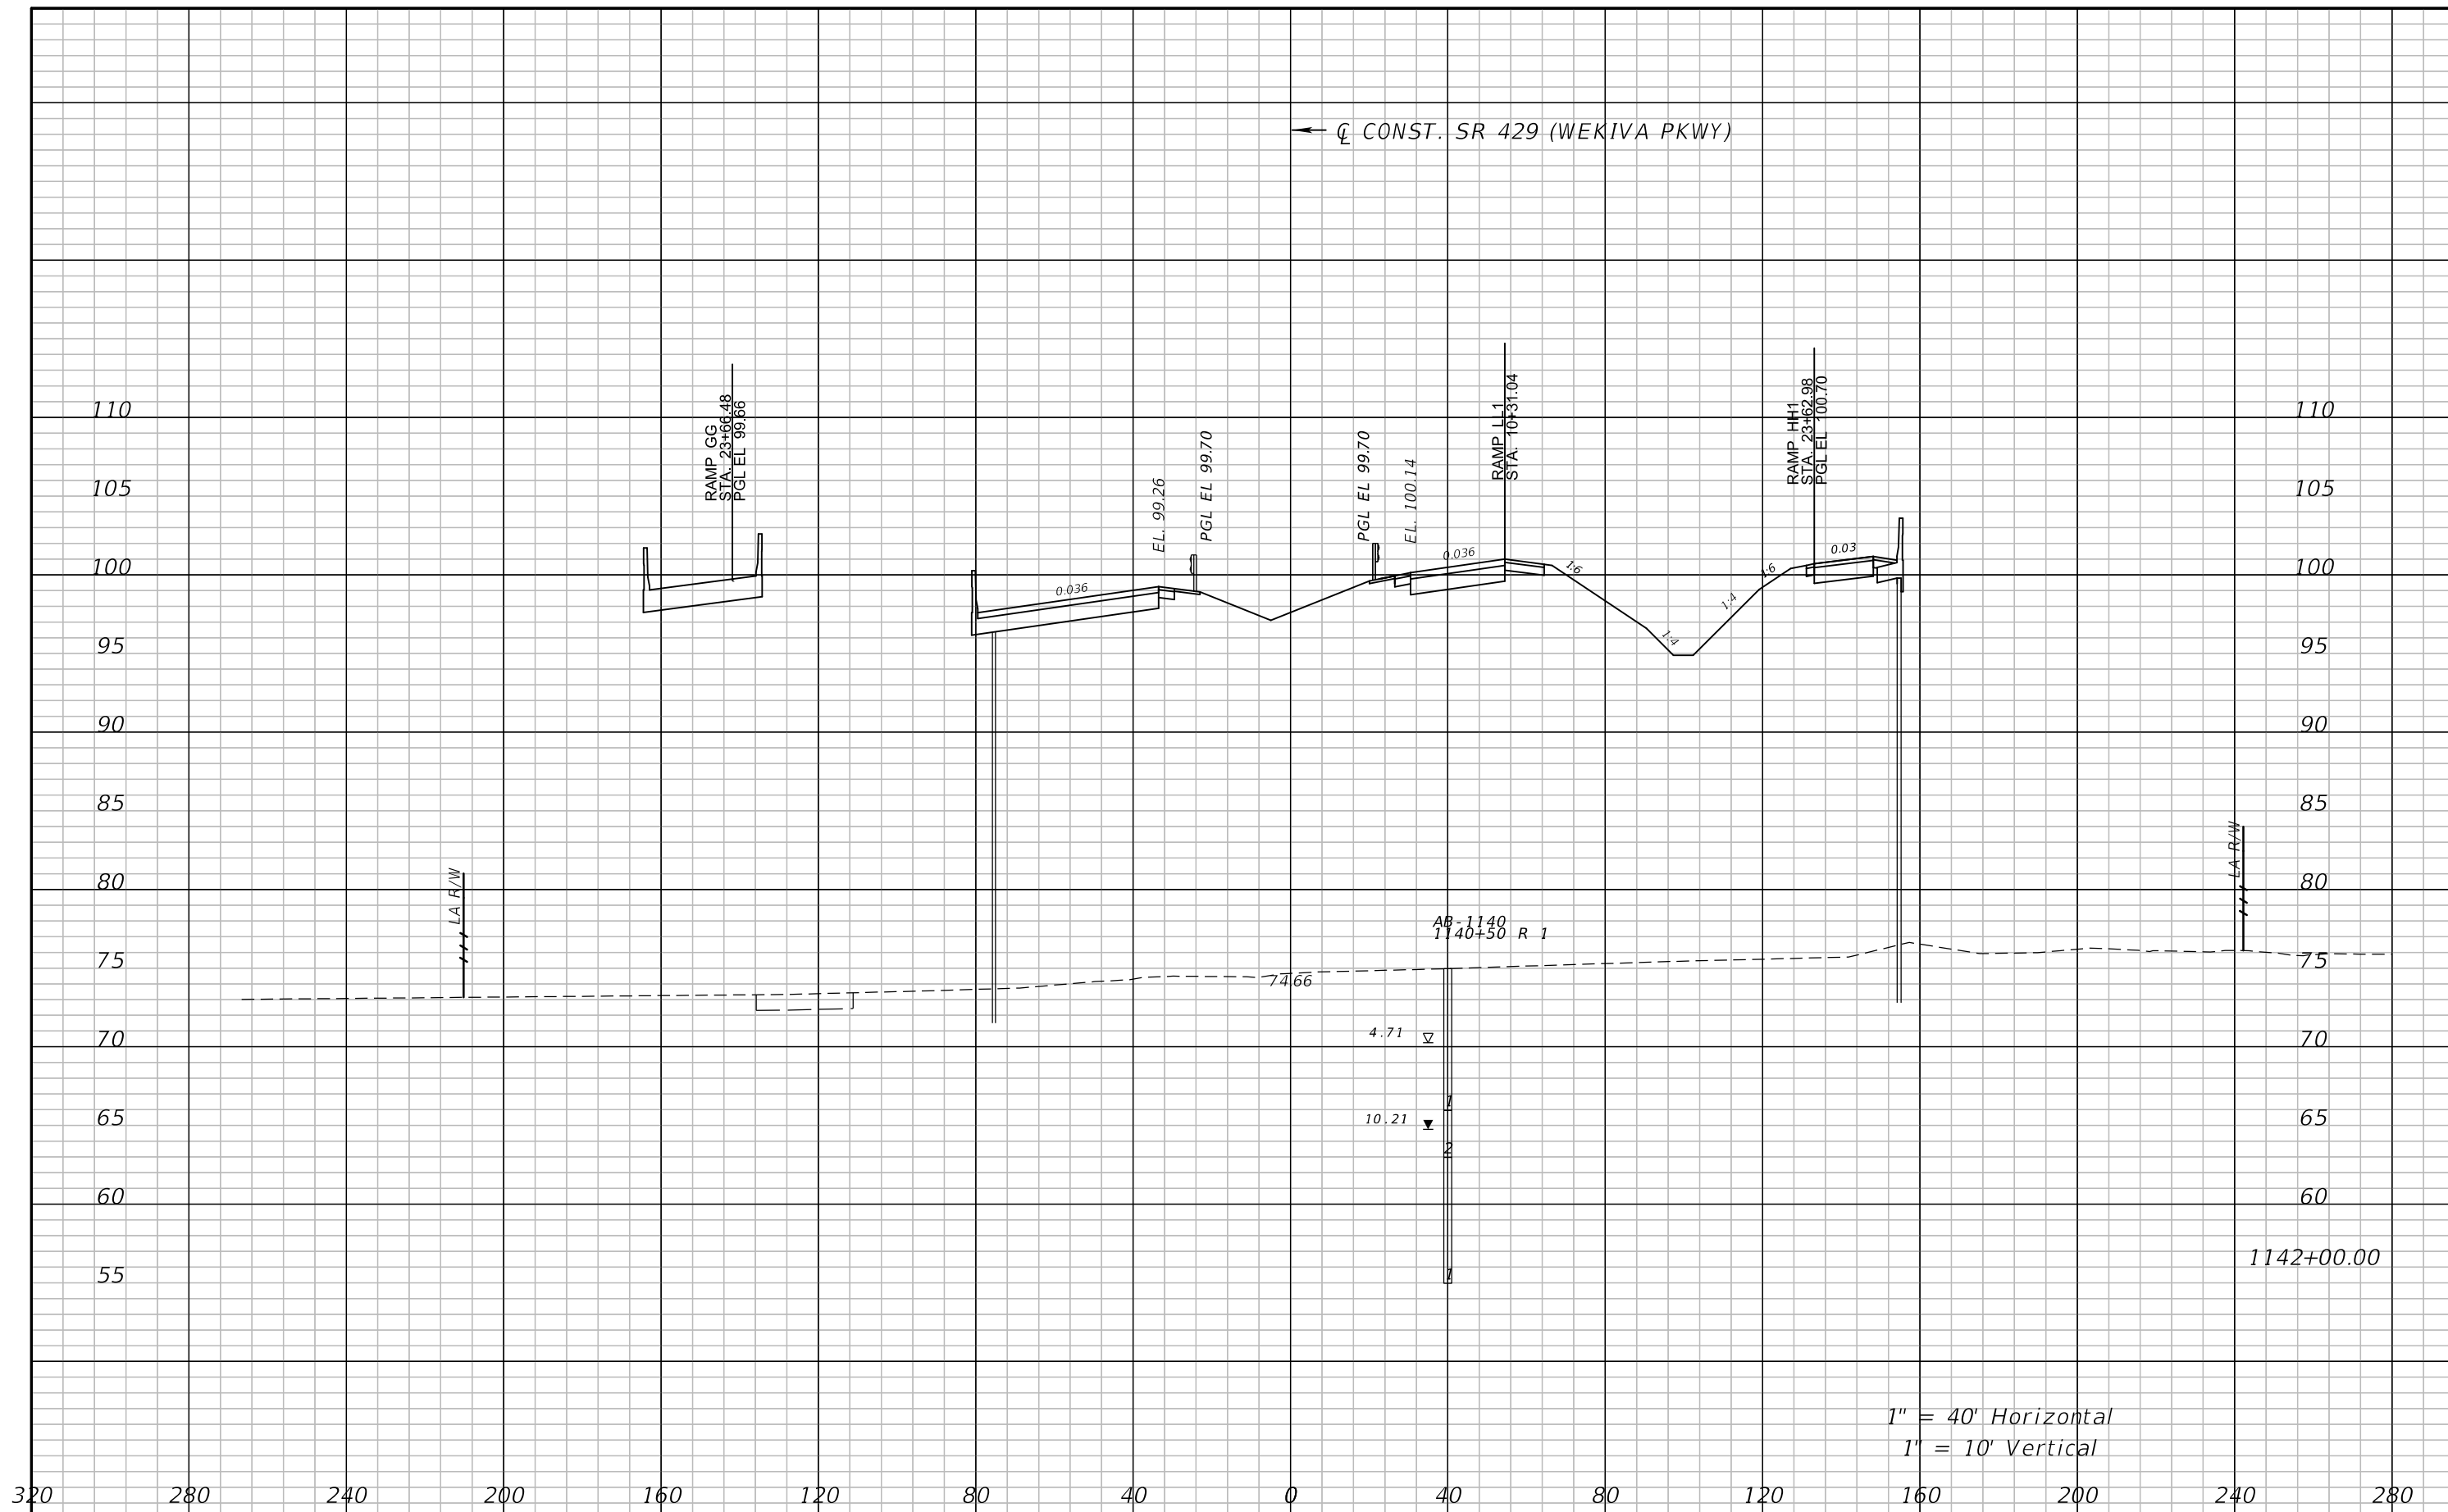 ℄ CONST. SR 429 (WEKIVA PKWY)
RAMP GG
STA. 23+66.48
PGL EL 99.66
EL. 99.26
PGL EL 99.70
PGL EL 99.70
EL. 100.14
RAMP LL1
STA. 10+31.04
RAMP HH1
STA. 23+62.98
PGL EL 100.70
110
110
105
105
100
100
95
95
90
90
85
85
80
80
75
75
70
70
65
65
60
60
55
0.036
0.036
1:6
1:4
1:4
1:6
0.03
LA R/W
LA R/W
AB-1140
1140+50 R 1
74.66
4.71
10.21
1
2
1
1142+00.00
1" = 40' Horizontal
1" = 10' Vertical
320 280 240 200 160 120 80 40 0 40 80 120 160 200 240 280